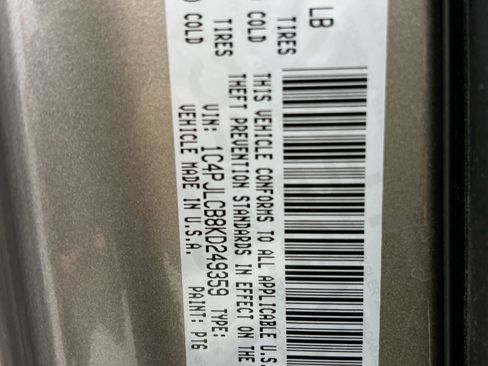 LB
TIRES TIRES
COLD COLD
THIS VEHICLE CONFORMS TO ALL APPLICABLE U.S.
THEFT PREVENTION STANDARDS IN EFFECT ON THE
VIN: 1C4PJLCB8KD249359 TYPE:
VEHICLE MADE IN U.S.A. PAINT: PTG